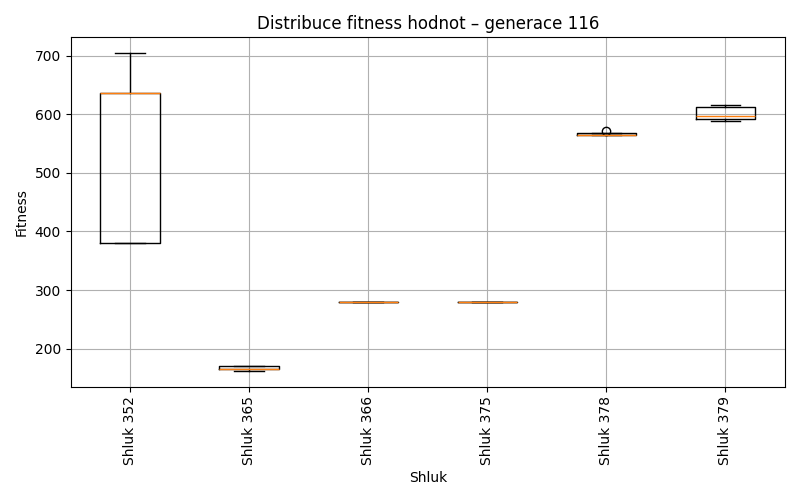 Distribuce fitness hodnot – generace 116
Fitness
700
600
500
400
300
200
Shluk 352
Shluk 365
Shluk 366
Shluk 375
Shluk 378
Shluk 379
Shluk